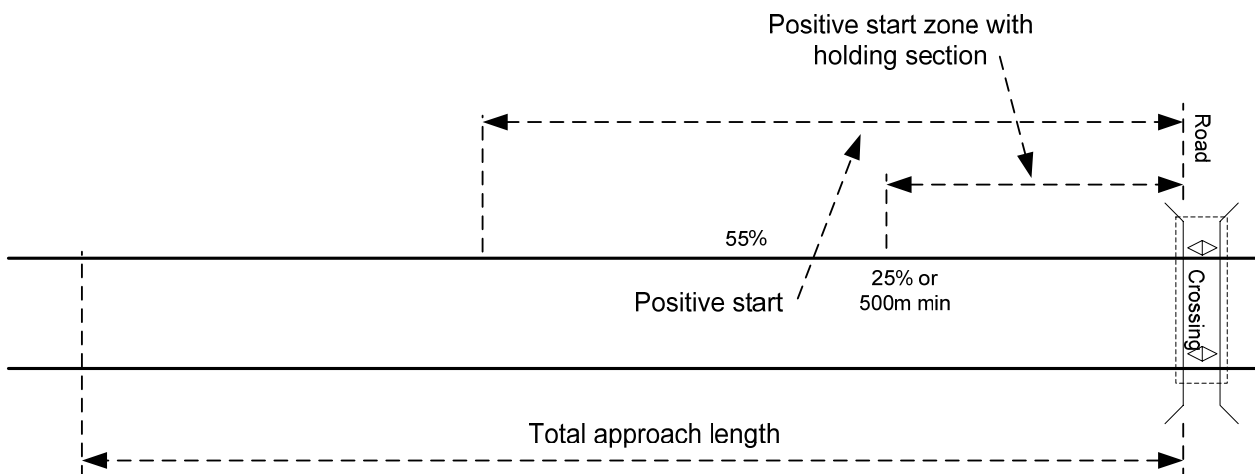 Positive start zone with
holding section
Road
55%
25% or
500m min
Positive start
Crossing
Total approach length